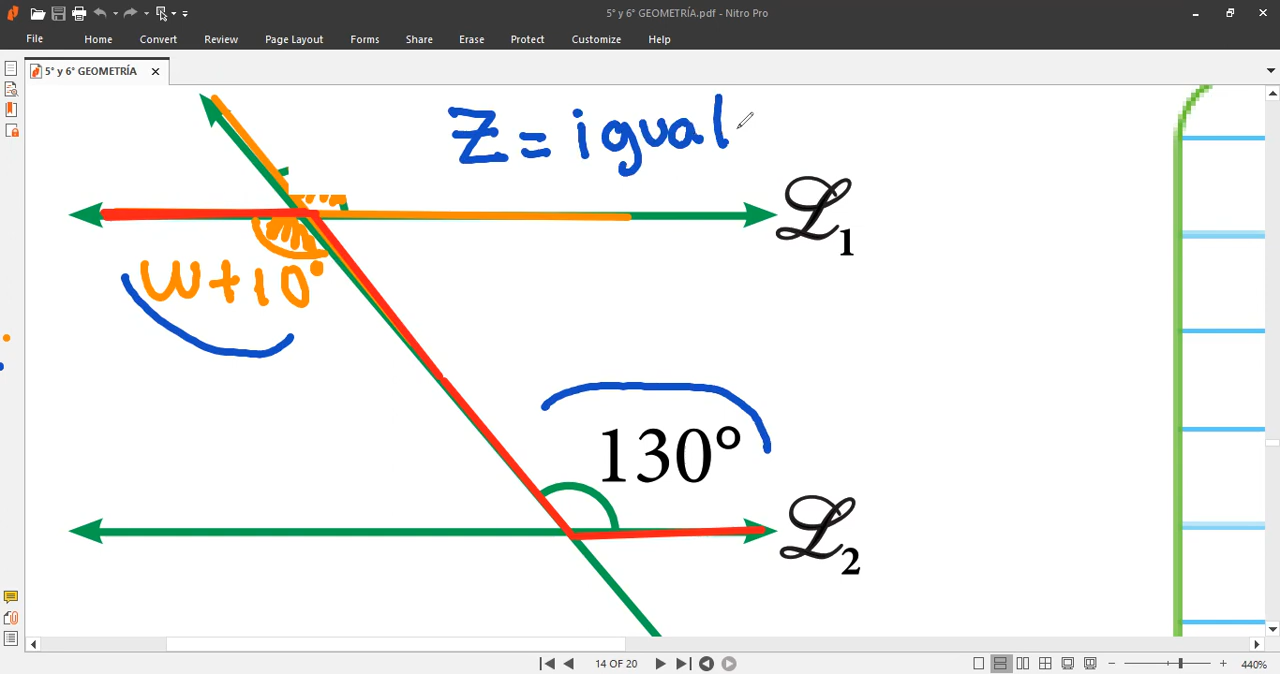 5° y 6° GEOMETRÍA.pdf - Nitro Pro
File Home Convert Review Page Layout Forms Share Erase Protect Customize Help
5° y 6° GEOMETRÍA
Z = igual
ℒ1
w+10°
130°
ℒ2
14 OF 20
440%